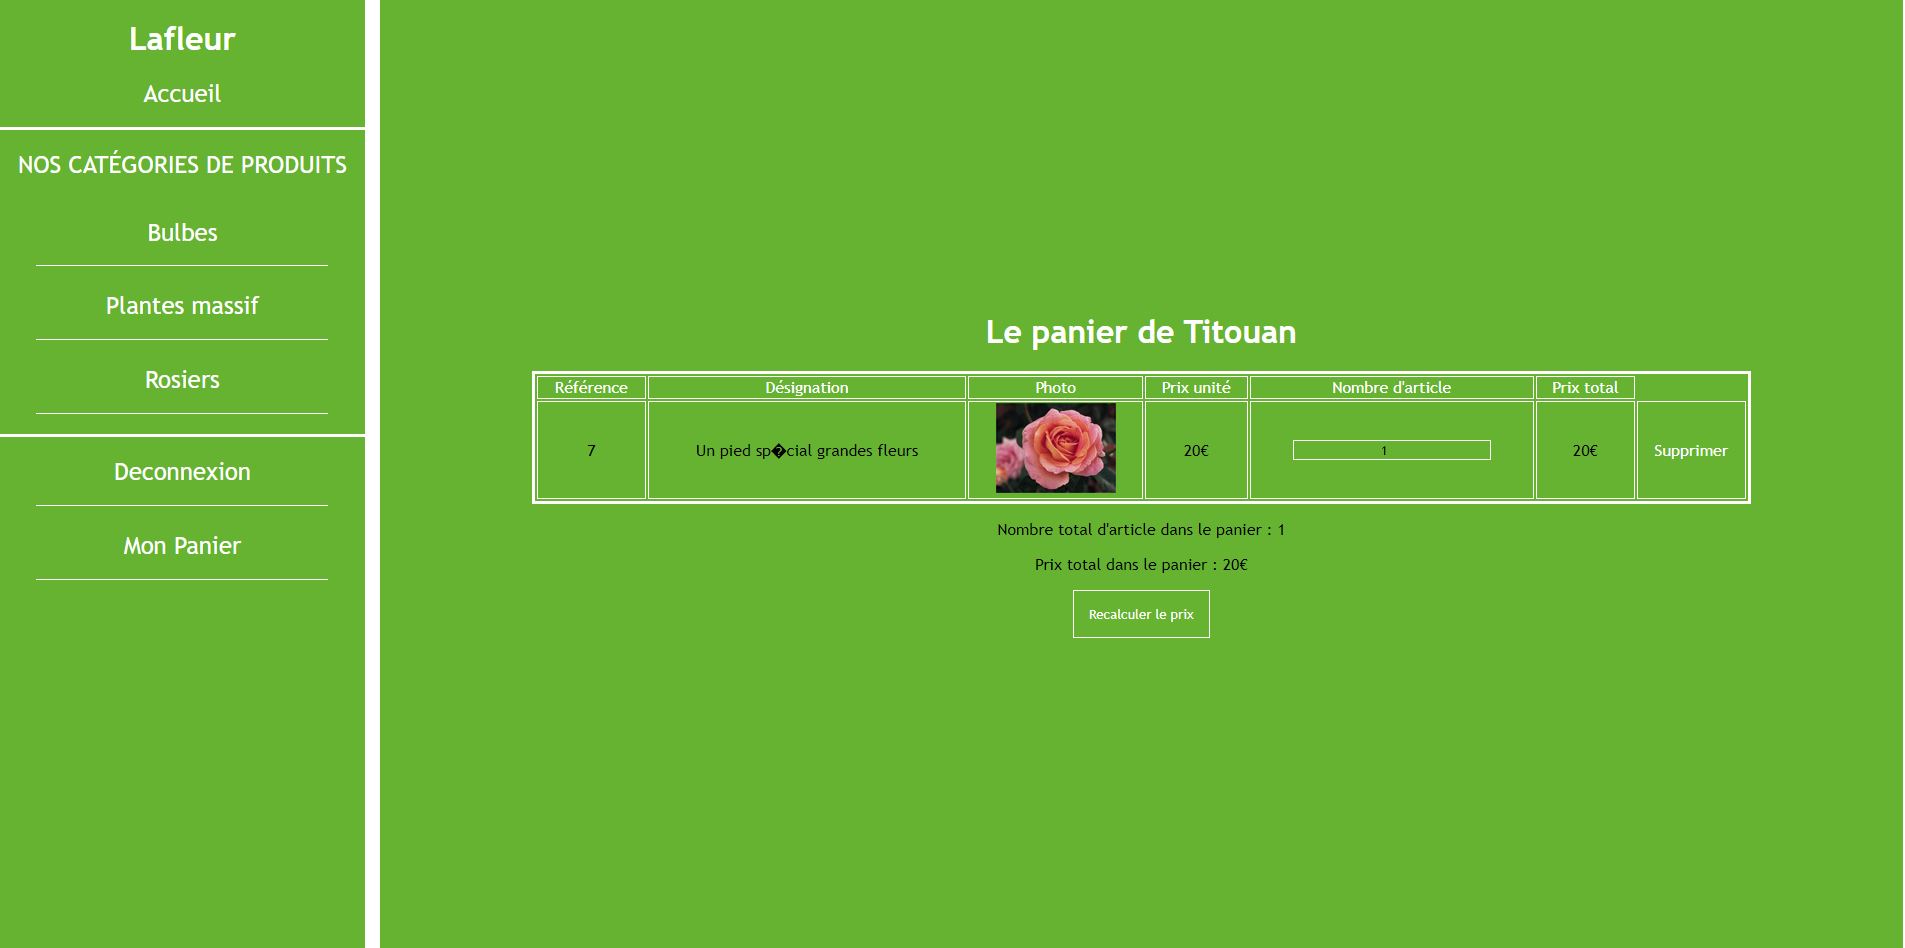 Lafleur
Accueil
NOS CATÉGORIES DE PRODUITS
Bulbes
Plantes massif
Rosiers
Deconnexion
Mon Panier
Le panier de Titouan
Référence Désignation Photo Prix unité Nombre d'article Prix total
7 Un pied sp�cial grandes fleurs 20€ 1 20€ Supprimer
Nombre total d'article dans le panier : 1
Prix total dans le panier : 20€
Recalculer le prix